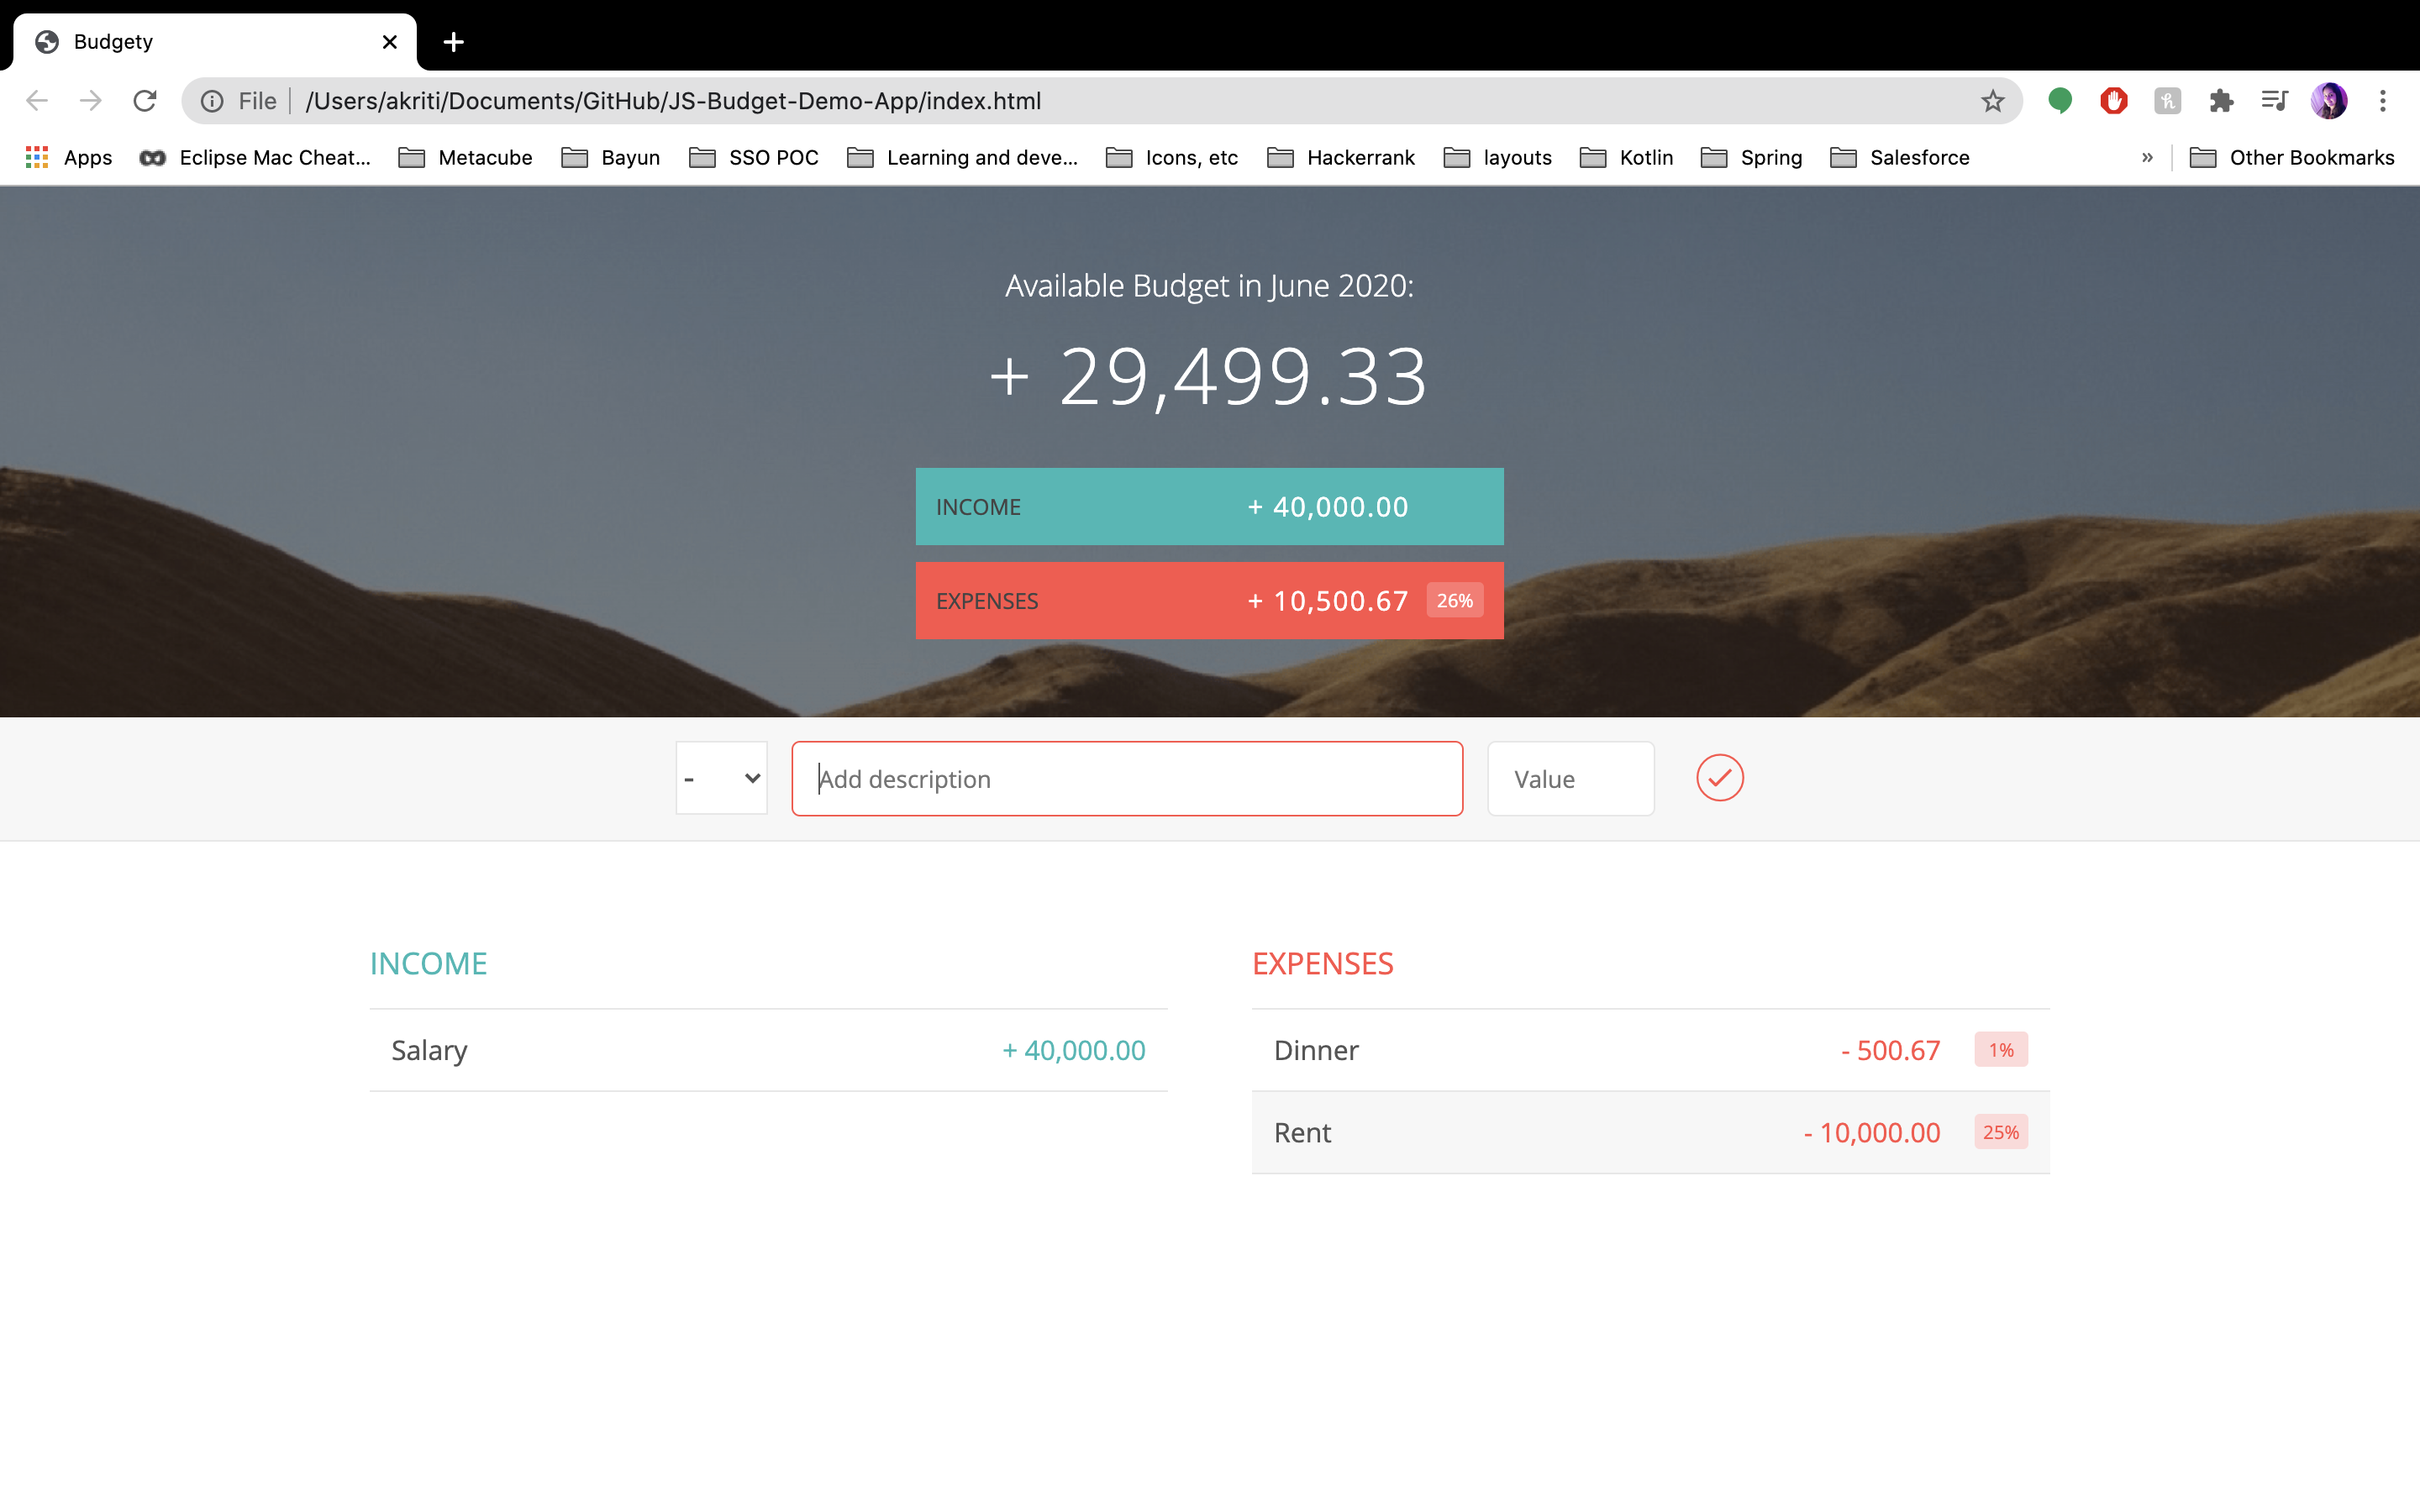 Budgety
File /Users/akriti/Documents/GitHub/JS-Budget-Demo-App/index.html
Apps Eclipse Mac Cheat... Metacube Bayun SSO POC Learning and deve... Icons, etc Hackerrank layouts Kotlin Spring Salesforce » Other Bookmarks
Available Budget in June 2020:
+ 29,499.33
INCOME + 40,000.00
EXPENSES + 10,500.67 26%
- Add description Value
INCOME EXPENSES
Salary + 40,000.00 Dinner - 500.67 1%
Rent - 10,000.00 25%